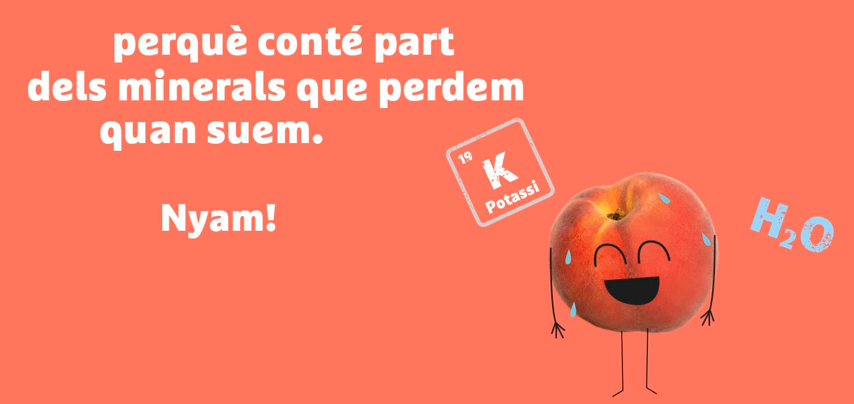 perquè conté part
dels minerals que perdem
quan suem.
Nyam!
19
K
Potassi
H₂O